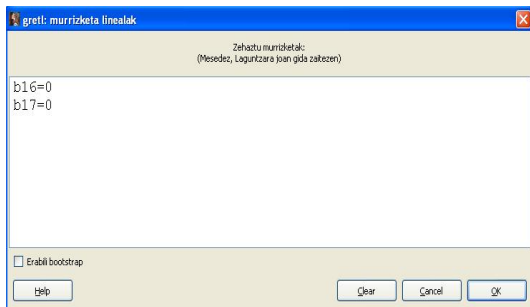 gretl: murrizketa linealak
Zehaztu murrizketak:
(Mesedez, Laguntzara joan gida zaitezen)
b16=0
b17=0
Erabili bootstrap
Help Clear Cancel OK